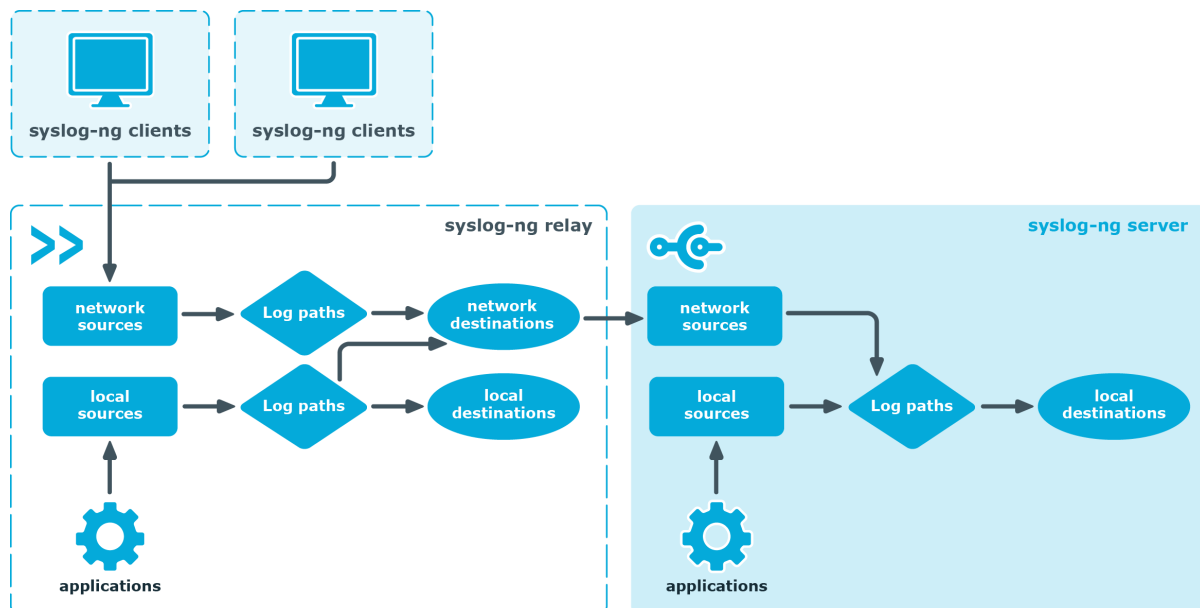 syslog-ng clients
syslog-ng clients
syslog-ng relay
network
sources
Log paths
network
destinations
local
sources
Log paths
local
destinations
applications
syslog-ng server
network
sources
local
sources
Log paths
local
destinations
applications